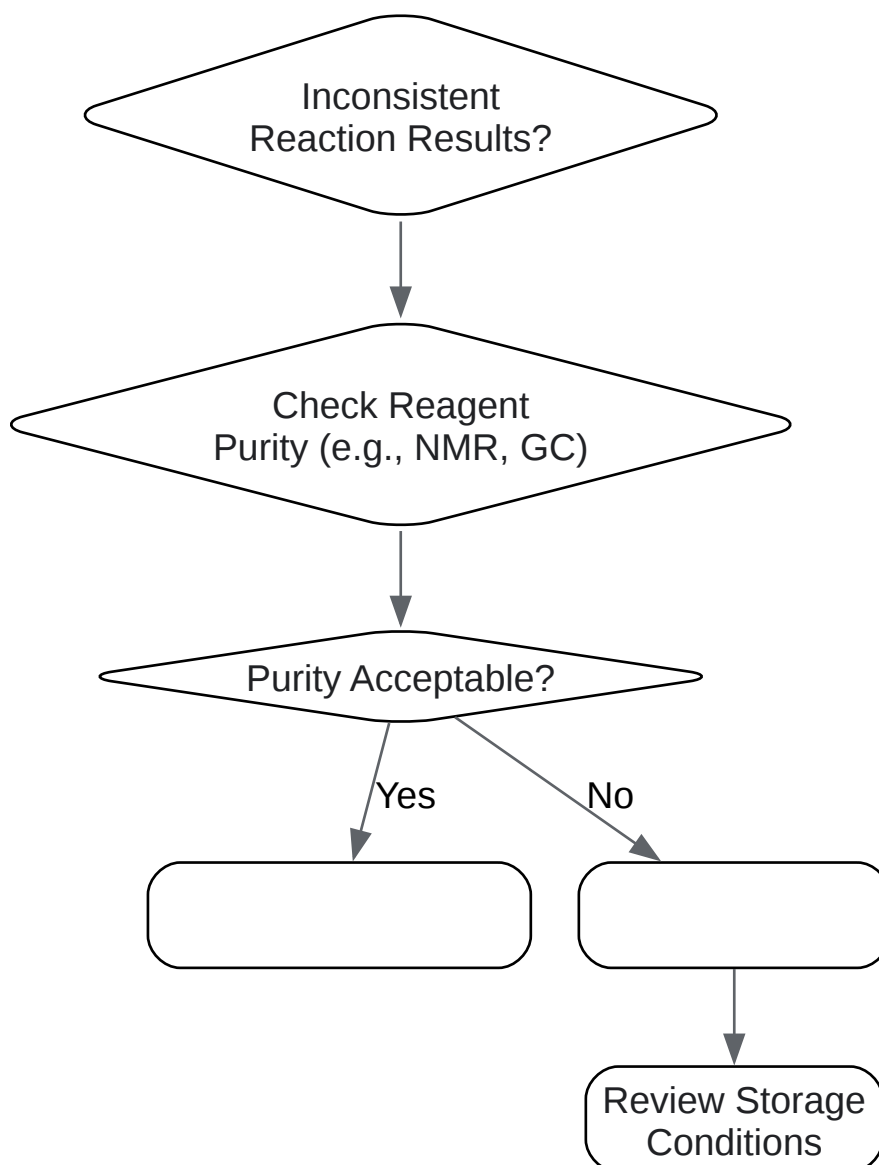 Inconsistent
Reaction Results?
Check Reagent
Purity (e.g., NMR, GC)
Purity Acceptable?
Yes
No
Review Storage
Conditions